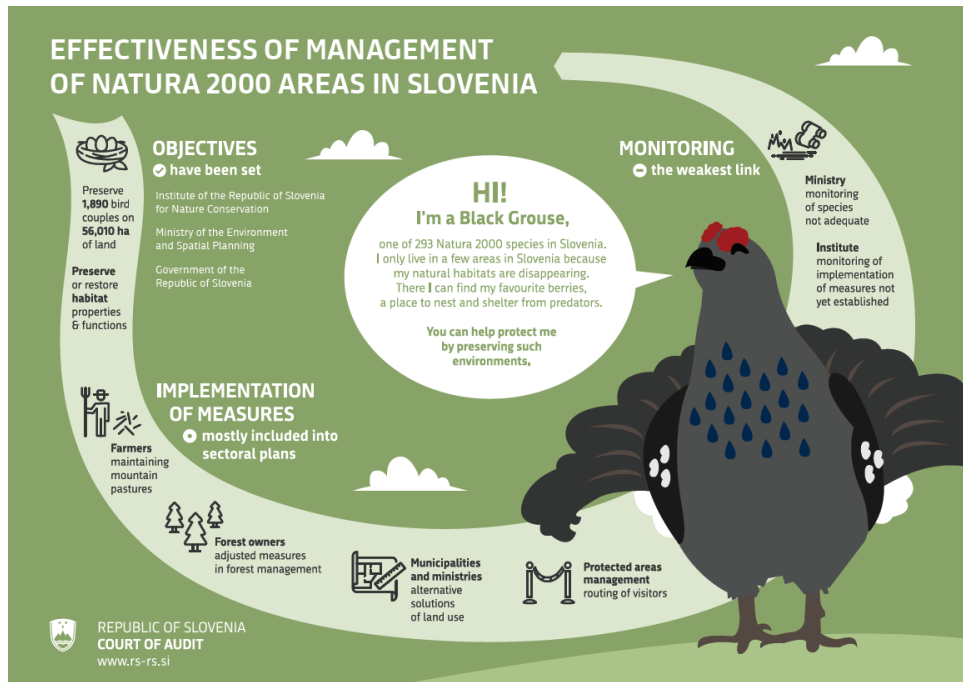 EFFECTIVENESS OF MANAGEMENT
OF NATURA 2000 AREAS IN SLOVENIA
Preserve
1,890 bird
couples on
56,010 ha
of land
Preserve
or restore
habitat
properties
& functions
OBJECTIVES
have been set
Institute of the Republic of Slovenia
for Nature Conservation
Ministry of the Environment
and Spatial Planning
Government of the
Republic of Slovenia
HI!
I'm a Black Grouse,
one of 293 Natura 2000 species in Slovenia.
I only live in a few areas in Slovenia because
my natural habitats are disappearing.
There I can find my favourite berries,
a place to nest and shelter from predators.
You can help protect me
by preserving such
environments.
MONITORING
the weakest link
Ministry
monitoring
of species
not adequate
Institute
monitoring of
implementation
of measures not
yet established
IMPLEMENTATION
OF MEASURES
mostly included into
sectoral plans
Farmers
maintaining
mountain
pastures
Forest owners
adjusted measures
in forest management
Municipalities
and ministries
alternative
solutions
of land use
Protected areas
management
routing of visitors
REPUBLIC OF SLOVENIA
COURT OF AUDIT
www.rs-rs.si